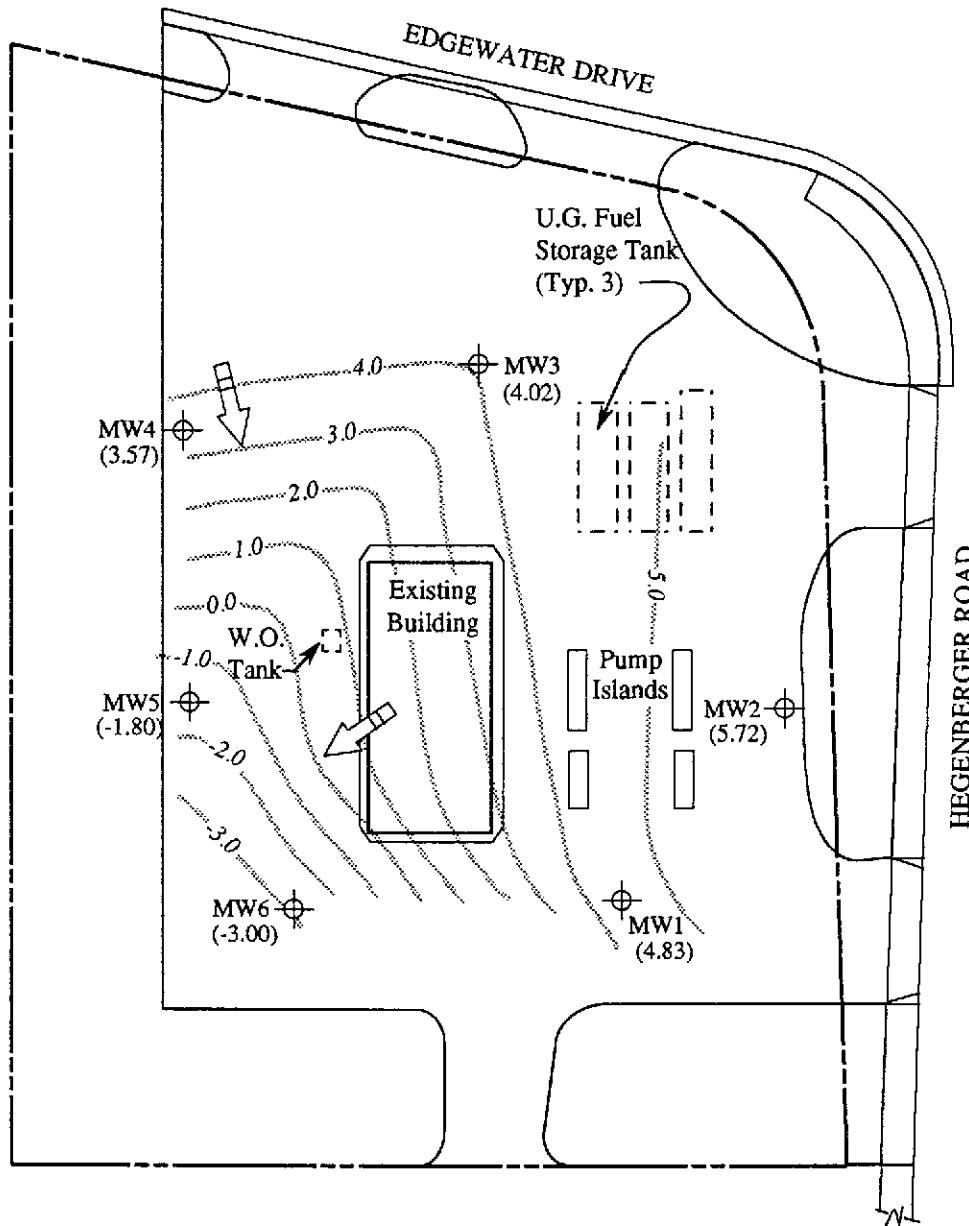 EDGEWATER DRIVE
U.G. Fuel
Storage Tank
(Typ. 3)
4.0
MW3
(4.02)
MW4
(3.57)
3.0
2.0
1.0
0.0
-1.0
W.O.
Tank
Existing
Building
5.0
Pump
Islands
MW5
(-1.80)
-2.0
MW2
(5.72)
HEGENBERGER ROAD
-3.0
MW6
(-3.00)
MW1
(4.83)